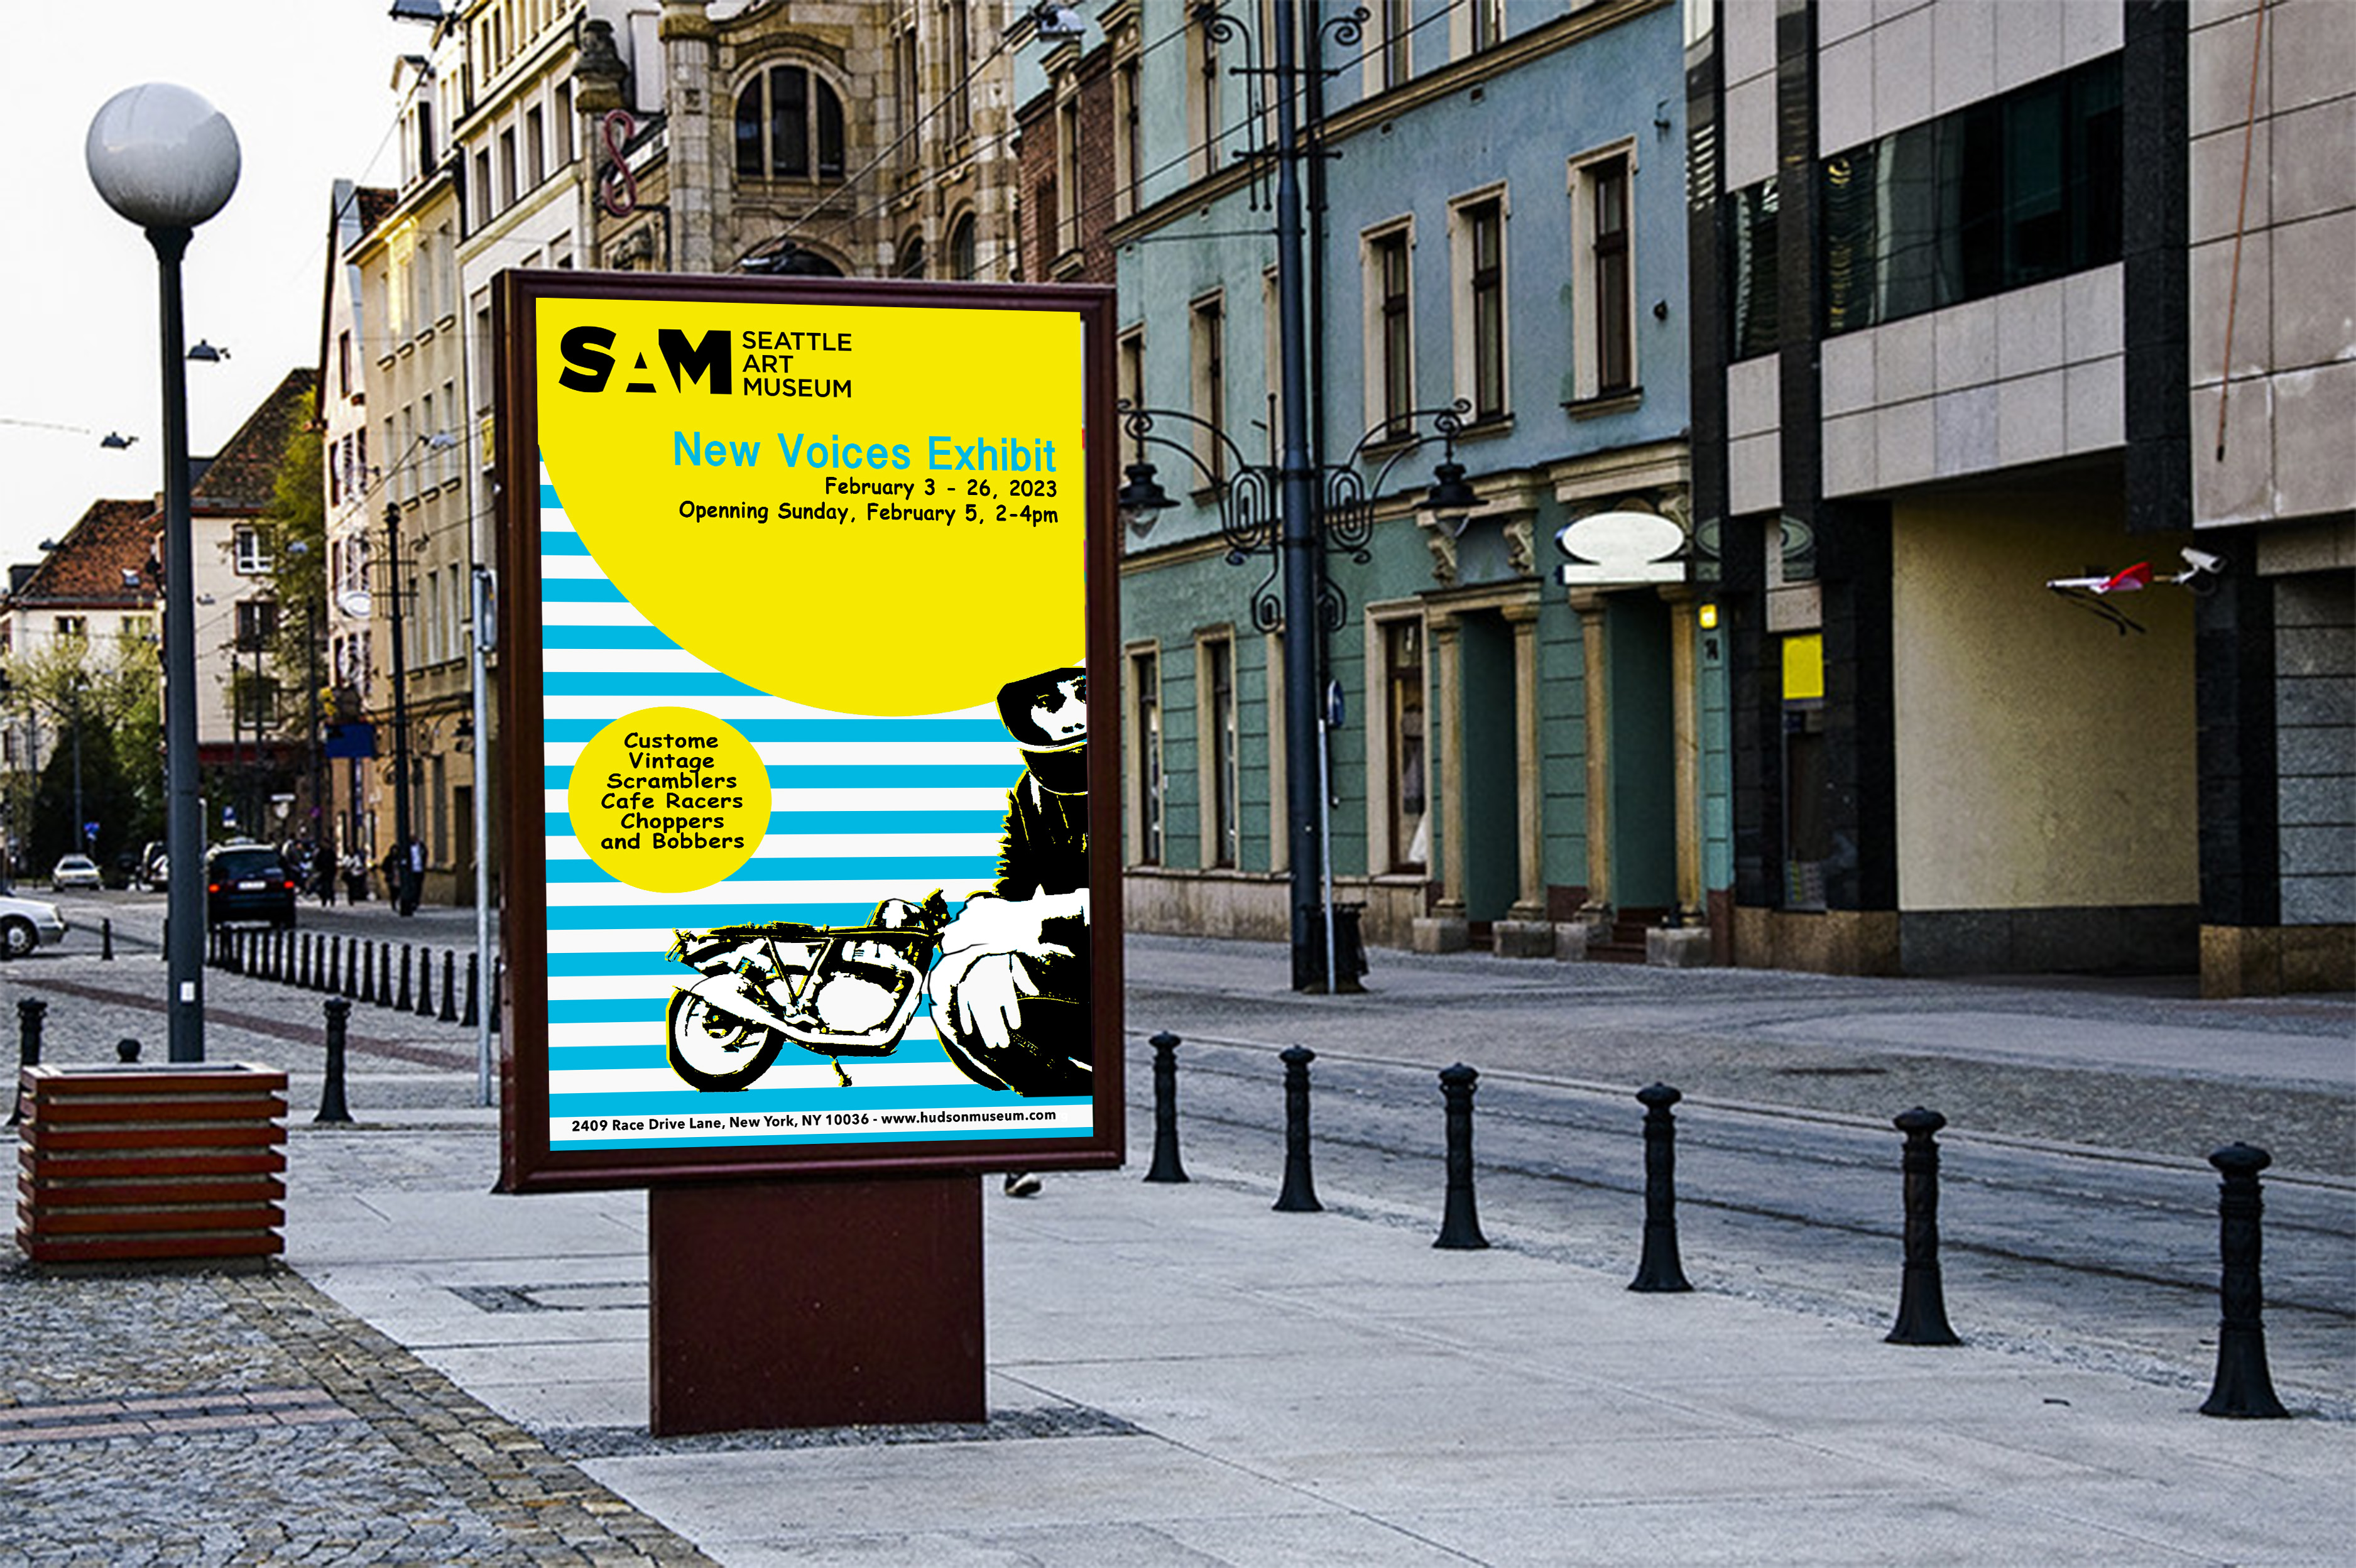 SAM SEATTLE
ART
MUSEUM
New Voices Exhibit
February 3 - 26, 2023
Openning Sunday, February 5, 2-4pm
Custome
Vintage
Scramblers
Cafe Racers
Choppers
and Bobbers
2409 Race Drive Lane, New York, NY 10036 - www.hudsonmuseum.com